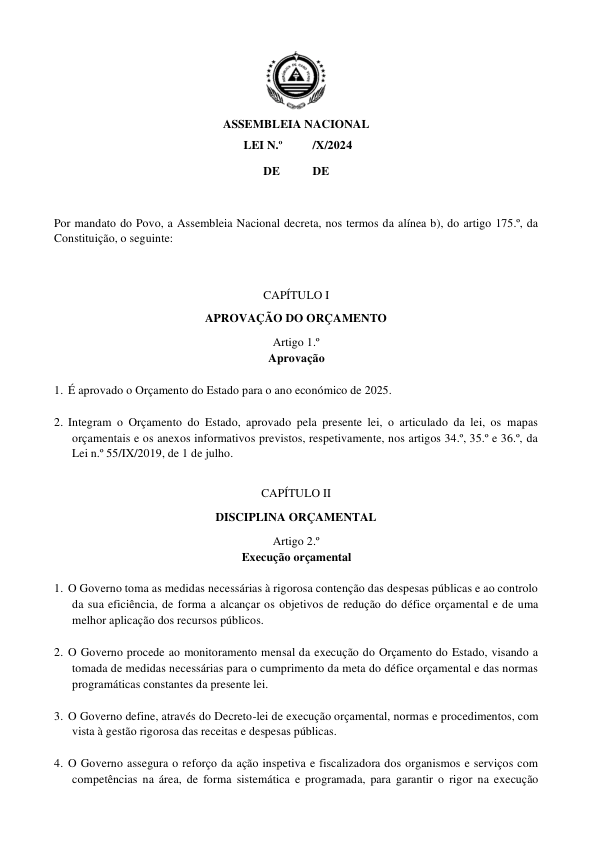 ASSEMBLEIA NACIONAL
LEI N.º /X/2024
DE DE
Por mandato do Povo, a Assembleia Nacional decreta, nos termos da alínea b), do artigo 175.º, da
Constituição, o seguinte:
CAPÍTULO I
APROVAÇÃO DO ORÇAMENTO
Artigo 1.º
Aprovação
1. É aprovado o Orçamento do Estado para o ano económico de 2025.
2. Integram o Orçamento do Estado, aprovado pela presente lei, o articulado da lei, os mapas
orçamentais e os anexos informativos previstos, respetivamente, nos artigos 34.º, 35.º e 36.º, da
Lei n.º 55/IX/2019, de 1 de julho.
CAPÍTULO II
DISCIPLINA ORÇAMENTAL
Artigo 2.º
Execução orçamental
1. O Governo toma as medidas necessárias à rigorosa contenção das despesas públicas e ao controlo
da sua eficiência, de forma a alcançar os objetivos de redução do défice orçamental e de uma
melhor aplicação dos recursos públicos.
2. O Governo procede ao monitoramento mensal da execução do Orçamento do Estado, visando a
tomada de medidas necessárias para o cumprimento da meta do défice orçamental e das normas
programáticas constantes da presente lei.
3. O Governo define, através do Decreto-lei de execução orçamental, normas e procedimentos, com
vista à gestão rigorosa das receitas e despesas públicas.
4. O Governo assegura o reforço da ação inspetiva e fiscalizadora dos organismos e serviços com
competências na área, de forma sistemática e programada, para garantir o rigor na execução